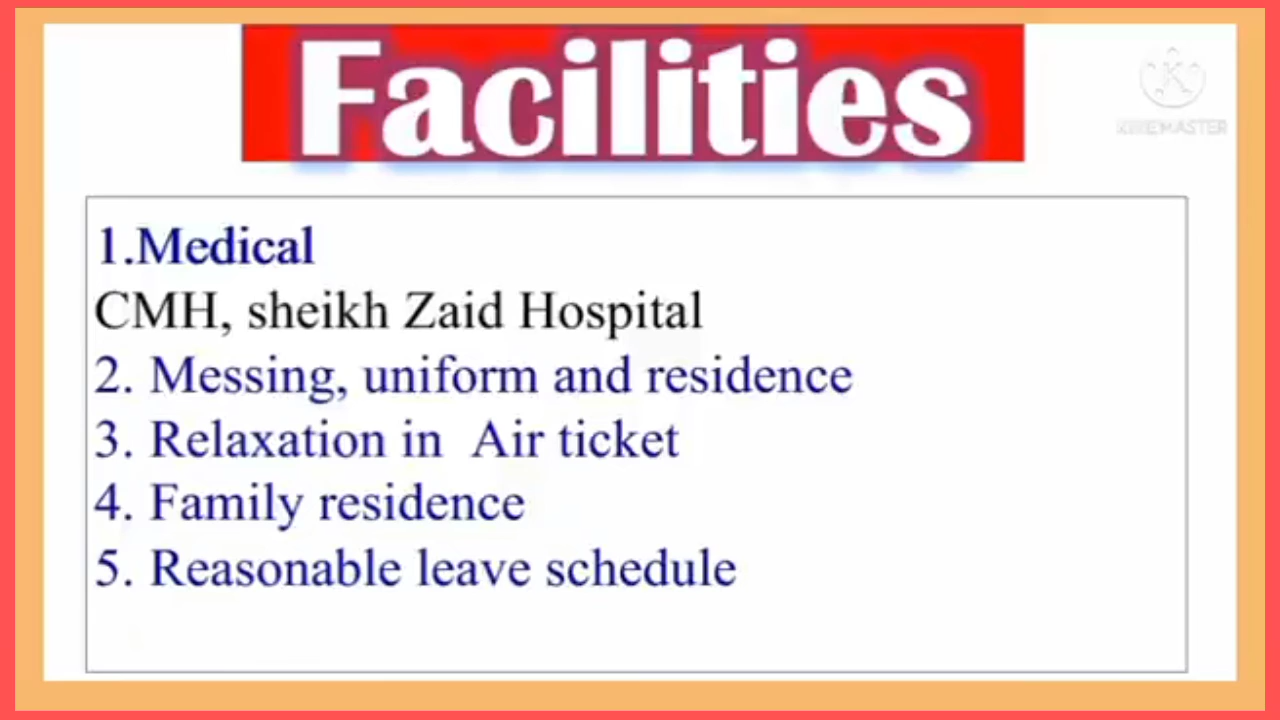 Facilities
KINEMASTER
1.Medical
CMH, sheikh Zaid Hospital
2. Messing, uniform and residence
3. Relaxation in Air ticket
4. Family residence
5. Reasonable leave schedule